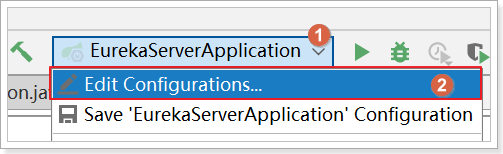 EurekaServerApplication 1
on.ja
Edit Configurations... 2
Save 'EurekaServerApplication' Configuration